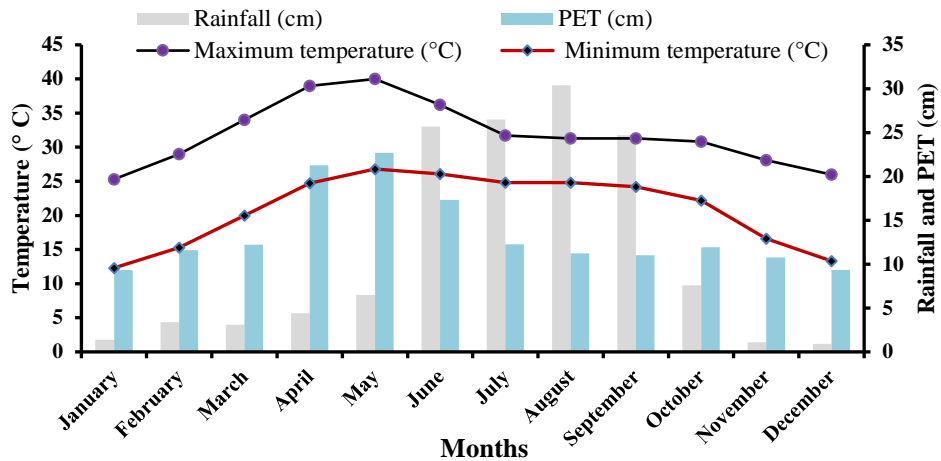 Rainfall (cm) PET (cm)
Maximum temperature (°C) Minimum temperature (°C)
Temperature (° C)
45
40
35
30
25
20
15
10
5
0
Rainfall and PET (cm)
35
30
25
20
15
10
5
0
January
February
March
April
May
June
July
August
September
October
November
December
Months